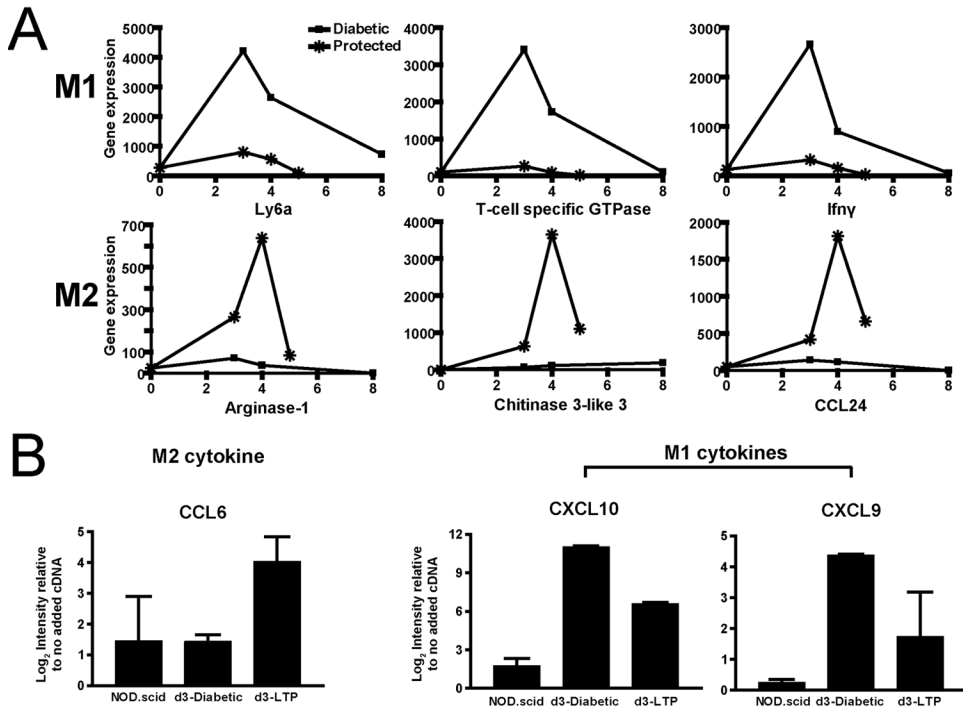 A
M1
Gene expression
5000
4000
3000
2000
1000
0
0 2 4 6 8
Ly6a
Diabetic
Protected
4000
3000
2000
1000
0
0 2 4 6 8
T-cell specific GTPase
3000
2000
1000
0
0 2 4 6 8
Ifnγ
M2
Gene expression
700
500
300
100
0
0 2 4 6 8
Arginase-1
4000
3000
2000
1000
0
0 2 4 6 8
Chitinase 3-like 3
2000
1500
1000
500
0
0 2 4 6 8
CCL24
B
M2 cytokine
M1 cytokines
CCL6
Log2 Intensity relative
to no added cDNA
5
4
3
2
1
0
NOD.scid d3-Diabetic d3-LTP
CXCL10
Log2 Intensity relative
to no added cDNA
12
9
6
3
0
NOD.scid d3-Diabetic d3-LTP
CXCL9
5
4
3
2
1
0
NOD.scid d3-Diabetic d3-LTP